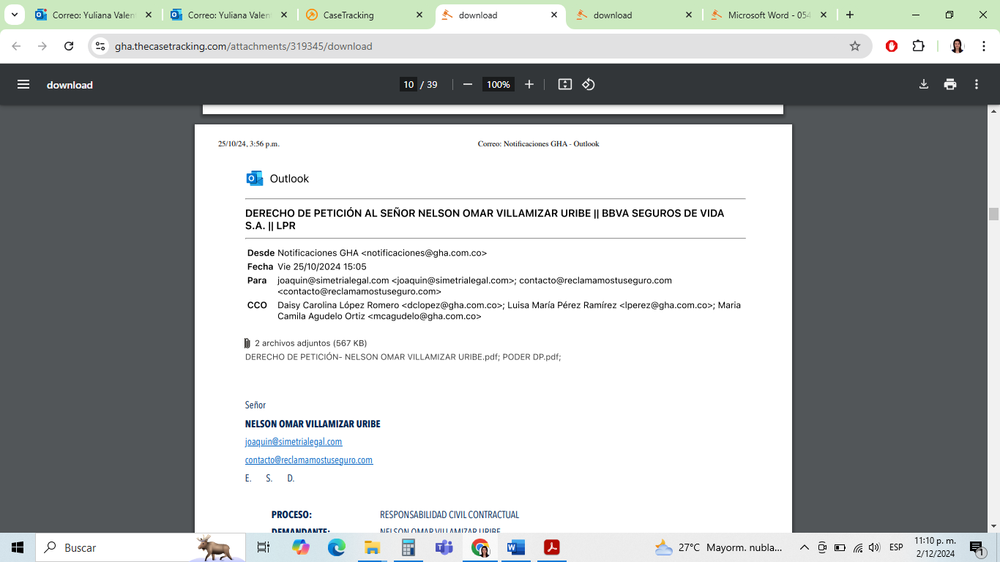 Correo: Yuliana Valen
Correo: Yuliana Valen
CaseTracking
download
download
Microsoft Word - 054
gha.thecasetracking.com/attachments/319345/download
download
10 / 39
100%
25/10/24, 3:56 p.m.
Correo: Notificaciones GHA - Outlook
Outlook
DERECHO DE PETICIÓN AL SEÑOR NELSON OMAR VILLAMIZAR URIBE || BBVA SEGUROS DE VIDA
S.A. || LPR
Desde Notificaciones GHA <notificaciones@gha.com.co>
Fecha Vie 25/10/2024 15:05
Para joaquin@simetrialegal.com <joaquin@simetrialegal.com>; contacto@reclamamostuseguro.com
<contacto@reclamamostuseguro.com>
CCO Daisy Carolina López Romero <dclopez@gha.com.co>; Luisa María Pérez Ramírez <lperez@gha.com.co>; Maria
Camila Agudelo Ortiz <mcagudelo@gha.com.co>
2 archivos adjuntos (567 KB)
DERECHO DE PETICIÓN- NELSON OMAR VILLAMIZAR URIBE.pdf; PODER DP.pdf;
Señor
NELSON OMAR VILLAMIZAR URIBE
joaquin@simetrialegal.com
contacto@reclamamostuseguro.com
E. S. D.
PROCESO: RESPONSABILIDAD CIVIL CONTRACTUAL
DEMANDANTE: NELSON OMAR VILLAMIZAR URIBE
Buscar
27°C Mayorm. nubla...
ESP
11:10 p. m.
2/12/2024
1